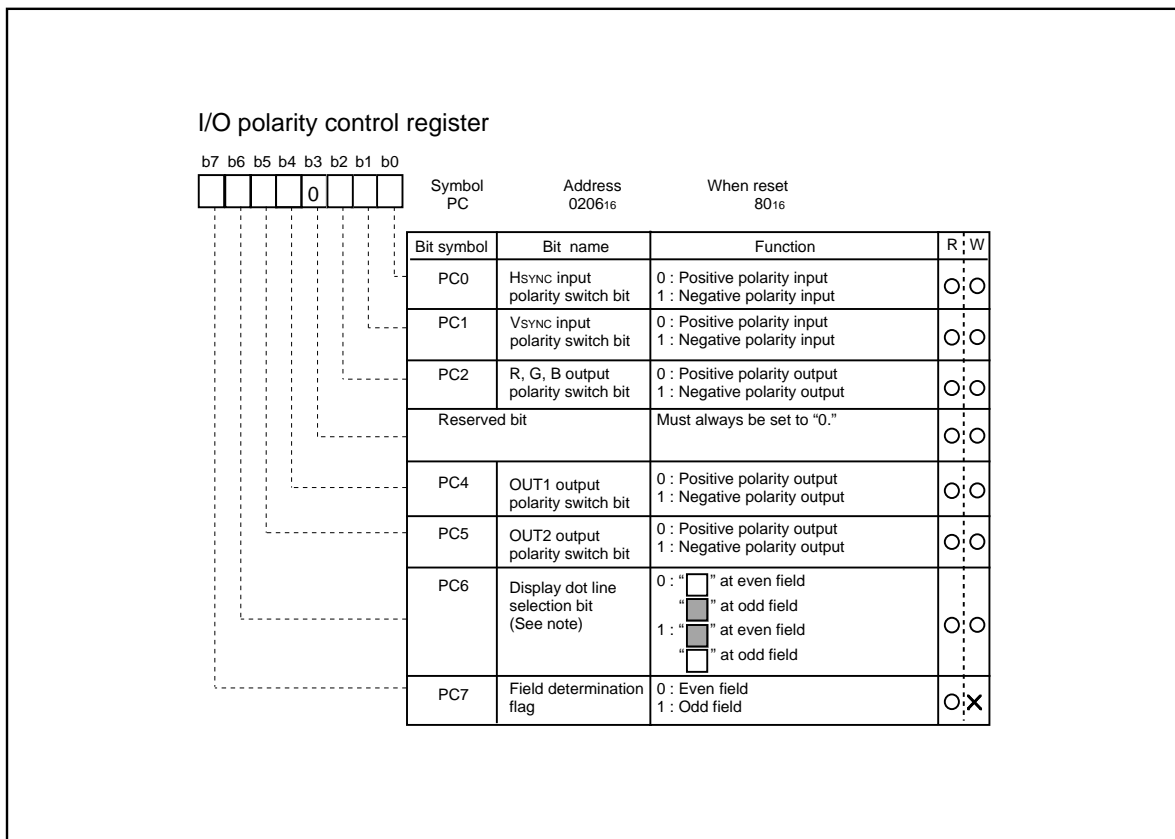 I/O polarity control register
b7 b6 b5 b4 b3 b2 b1 b0
0
Symbol Address When reset
PC 020616 8016
Bit symbol Bit name Function R W
PC0 HSYNC input 0 : Positive polarity input
polarity switch bit 1 : Negative polarity input
PC1 VSYNC input 0 : Positive polarity input
polarity switch bit 1 : Negative polarity input
PC2 R, G, B output 0 : Positive polarity output
polarity switch bit 1 : Negative polarity output
Reserved bit Must always be set to “0.”
PC4 OUT1 output 0 : Positive polarity output
polarity switch bit 1 : Negative polarity output
PC5 OUT2 output 0 : Positive polarity output
polarity switch bit 1 : Negative polarity output
PC6 Display dot line 0 : “ ” at even field
selection bit “ ” at odd field
(See note) 1 : “ ” at even field
“ ” at odd field
PC7 Field determination 0 : Even field
flag 1 : Odd field